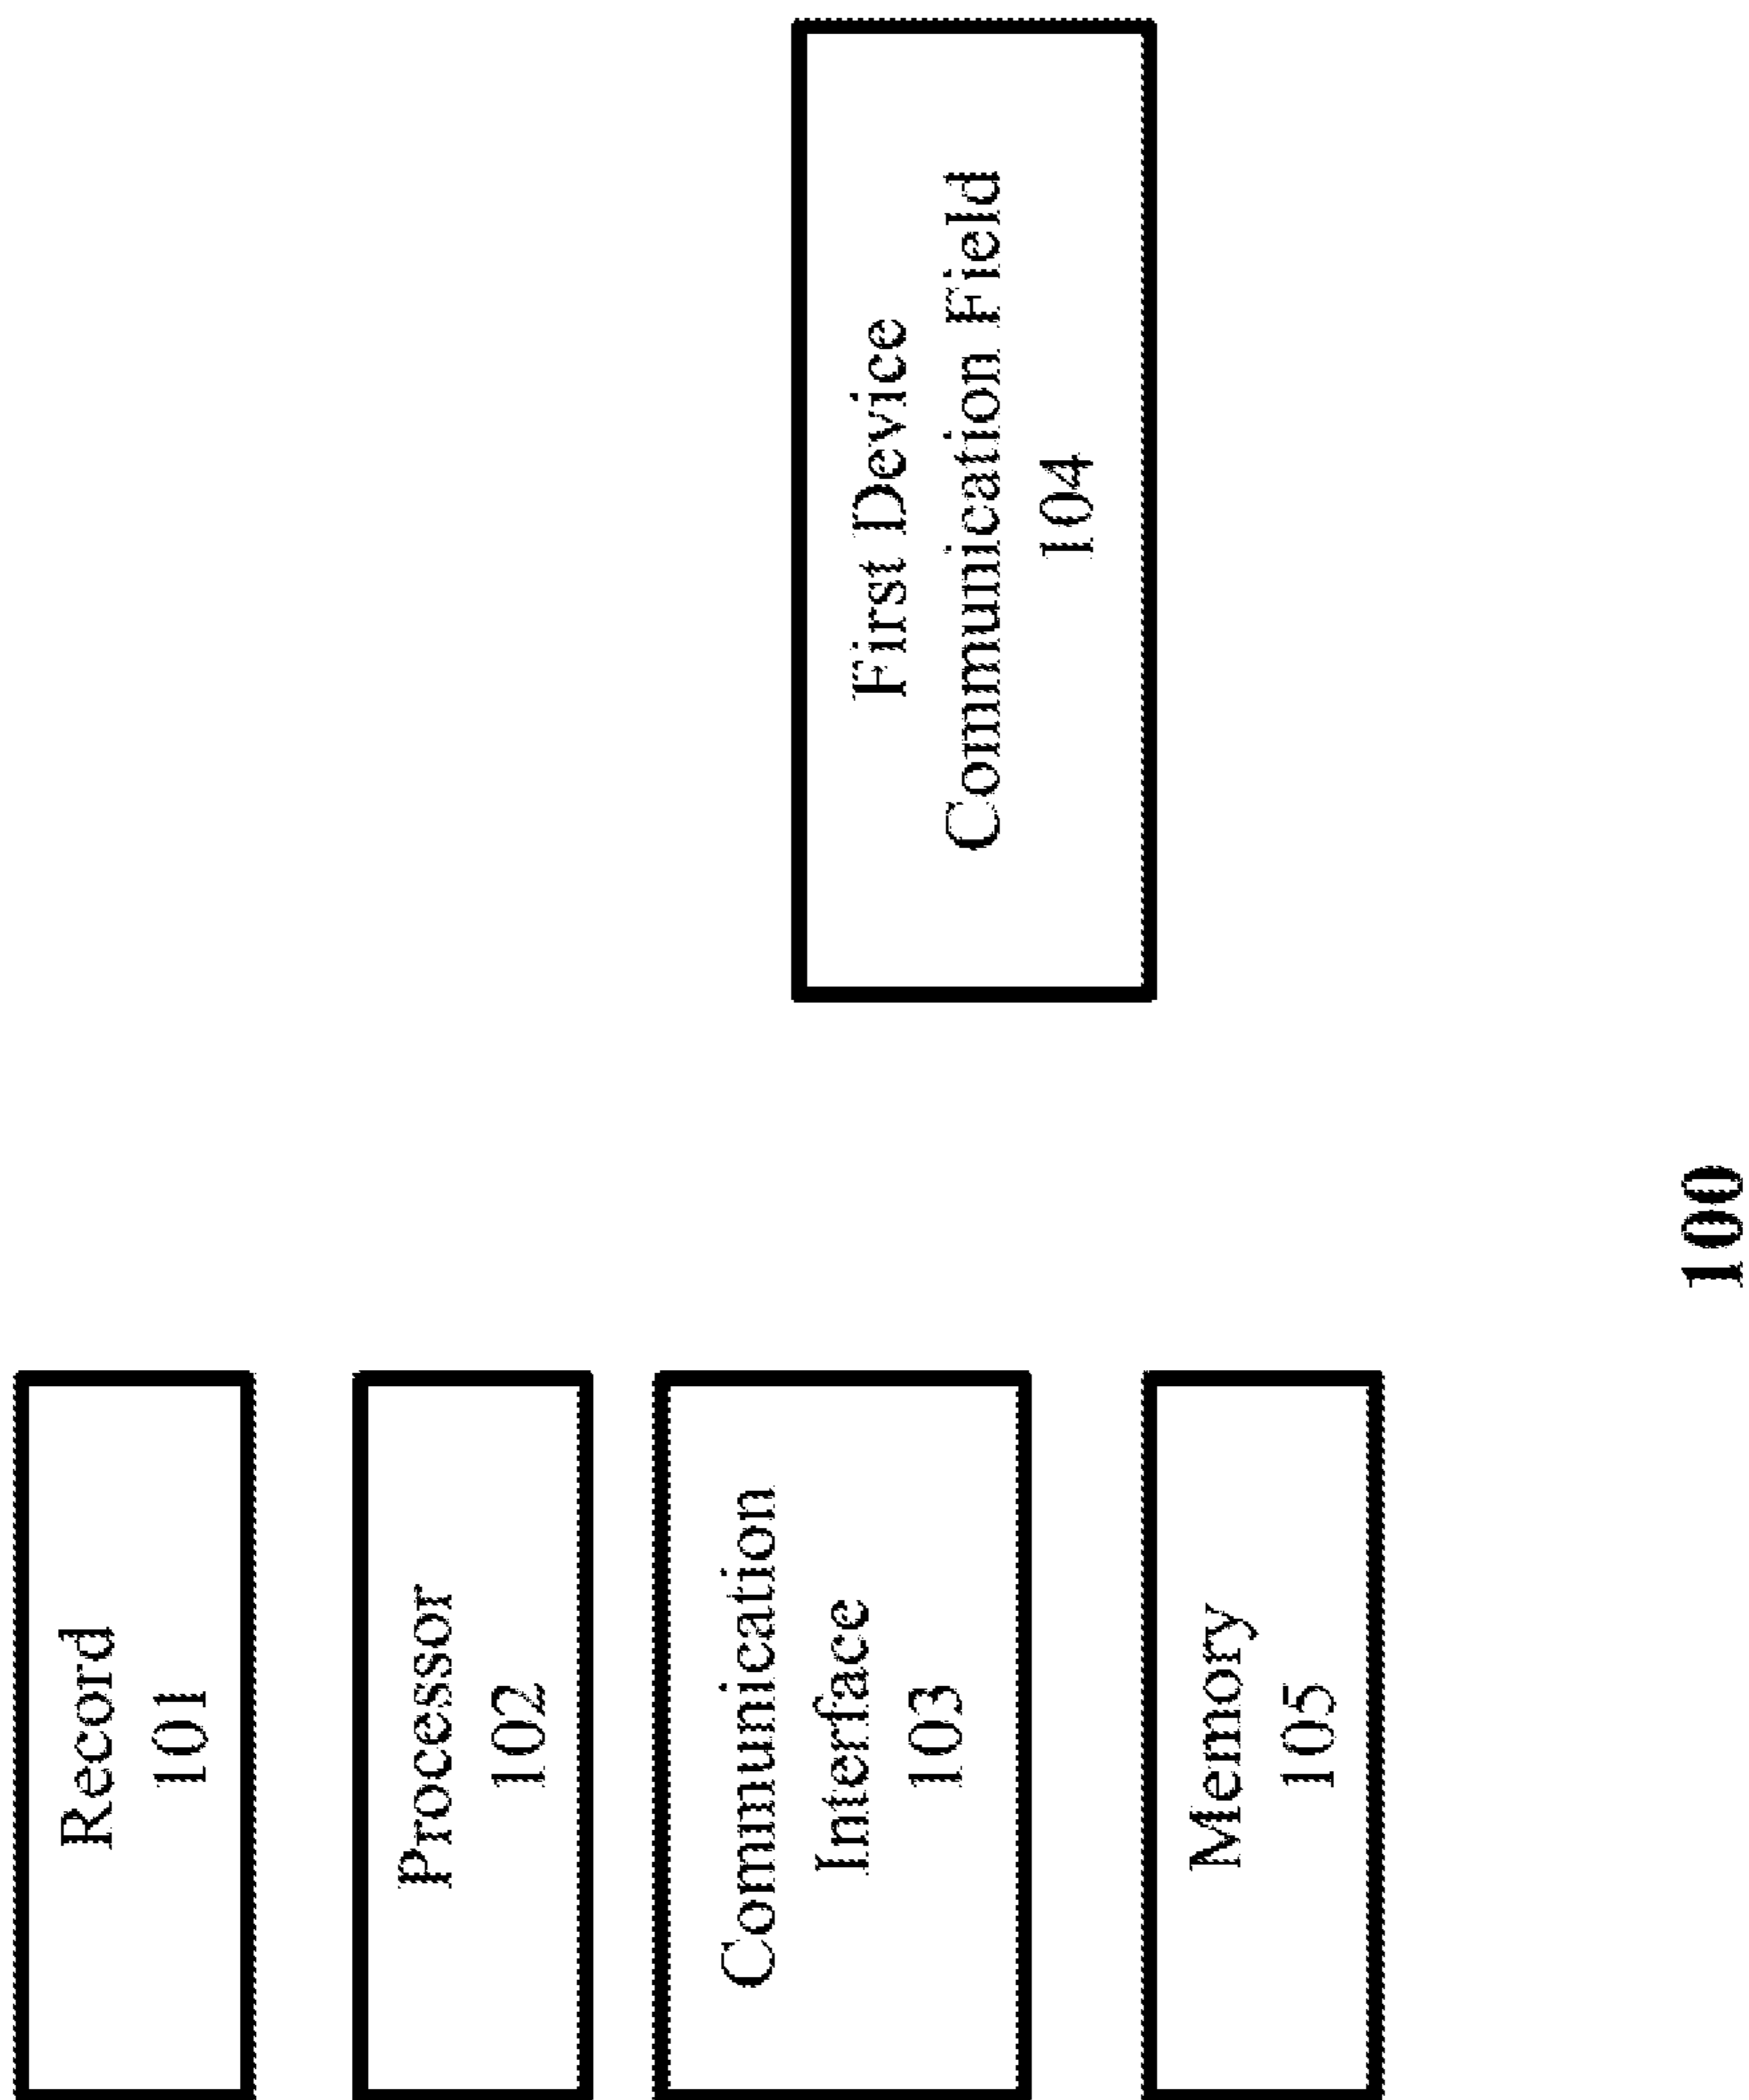 Record
101
Processor
102
Communication
Interface
103
First Device
Communication Field
104
Memory
105
100